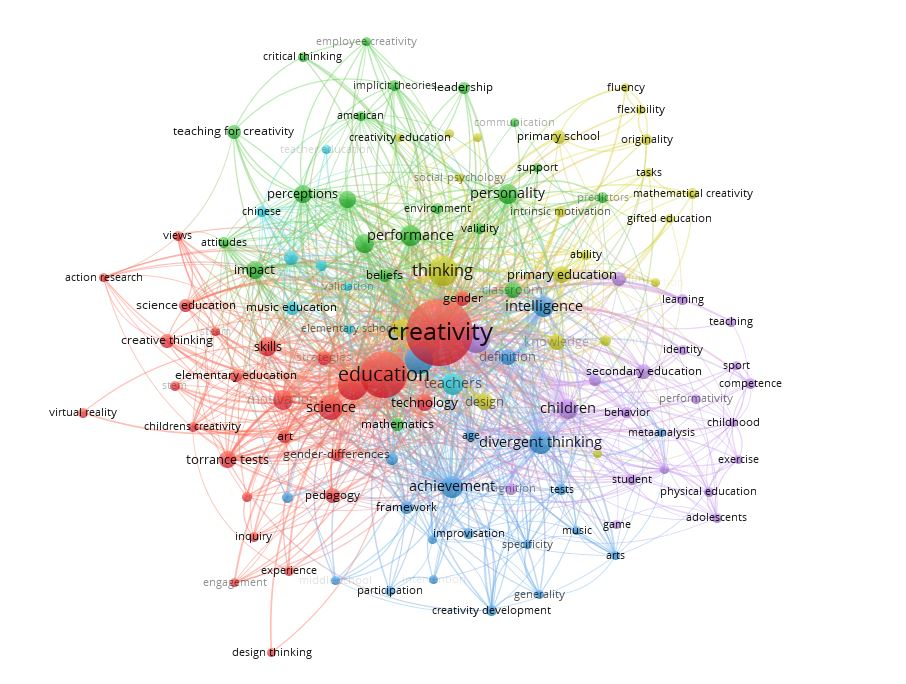 employee creativity
critical thinking
implicit theories
leadership
fluency
flexibility
american
communication
teaching for creativity
creativity education
primary school
originality
teacher education
support
tasks
social-psychology
perceptions
personality
predictors
mathematical creativity
chinese
environment
intrinsic motivation
gifted education
views
attitudes
performance
validity
ability
impact
beliefs
thinking
primary education
action research
validation
classroom
science education
music education
gender
intelligence
learning
elementary school
creativity
teaching
creative thinking
steam
skills
strategies
definition
knowledge
identity
elementary education
education
teachers
secondary education
sport
stem
competence
motivation
science
technology
design
children
performativity
virtual reality
behavior
childrens creativity
mathematics
childhood
art
age
divergent thinking
metaanalysis
torrance tests
gender-differences
exercise
student
pedagogy
achievement
cognition
tests
physical education
framework
adolescents
inquiry
improvisation
music
game
specificity
arts
experience
engagement
middle school
intervention
participation
generality
creativity development
design thinking